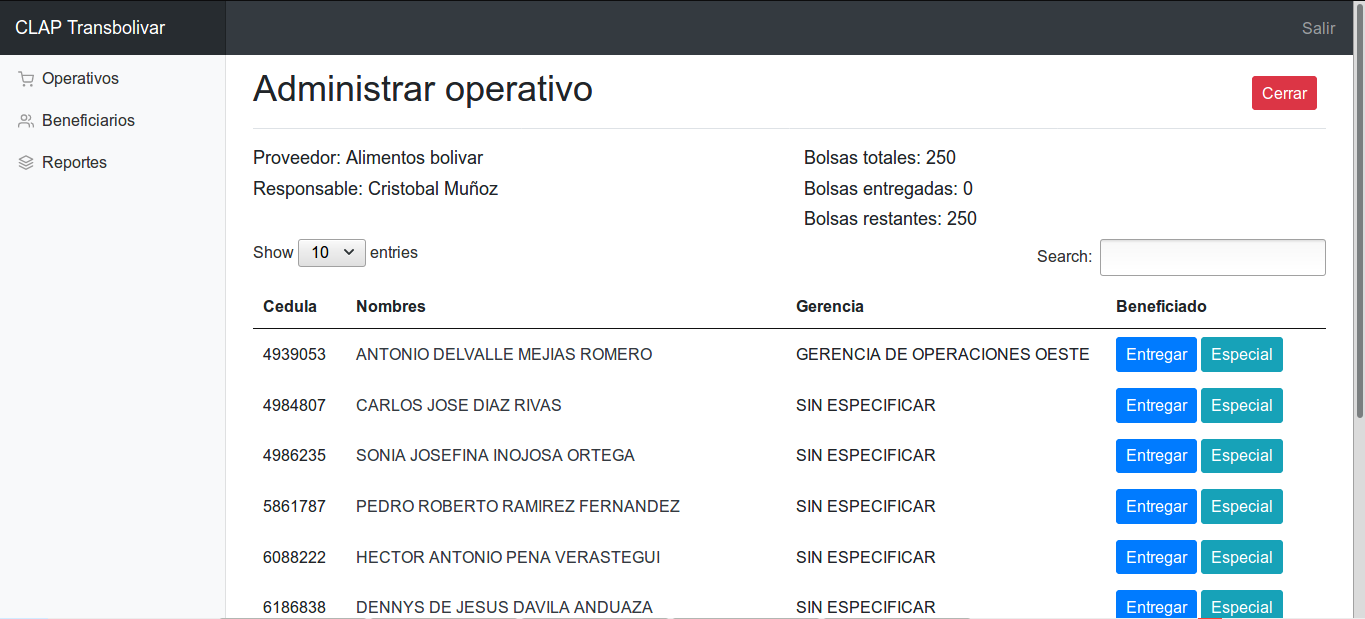 CLAP Transbolivar
Salir
Operativos
Beneficiarios
Reportes
Administrar operativo
Cerrar
Proveedor: Alimentos bolivar
Responsable: Cristobal Muñoz
Bolsas totales: 250
Bolsas entregadas: 0
Bolsas restantes: 250
Show 10 entries
Search:
Cedula Nombres Gerencia Beneficiado
4939053 ANTONIO DELVALLE MEJIAS ROMERO GERENCIA DE OPERACIONES OESTE Entregar Especial
4984807 CARLOS JOSE DIAZ RIVAS SIN ESPECIFICAR Entregar Especial
4986235 SONIA JOSEFINA INOJOSA ORTEGA SIN ESPECIFICAR Entregar Especial
5861787 PEDRO ROBERTO RAMIREZ FERNANDEZ SIN ESPECIFICAR Entregar Especial
6088222 HECTOR ANTONIO PENA VERASTEGUI SIN ESPECIFICAR Entregar Especial
6186838 DENNYS DE JESUS DAVILA ANDUAZA SIN ESPECIFICAR Entregar Especial